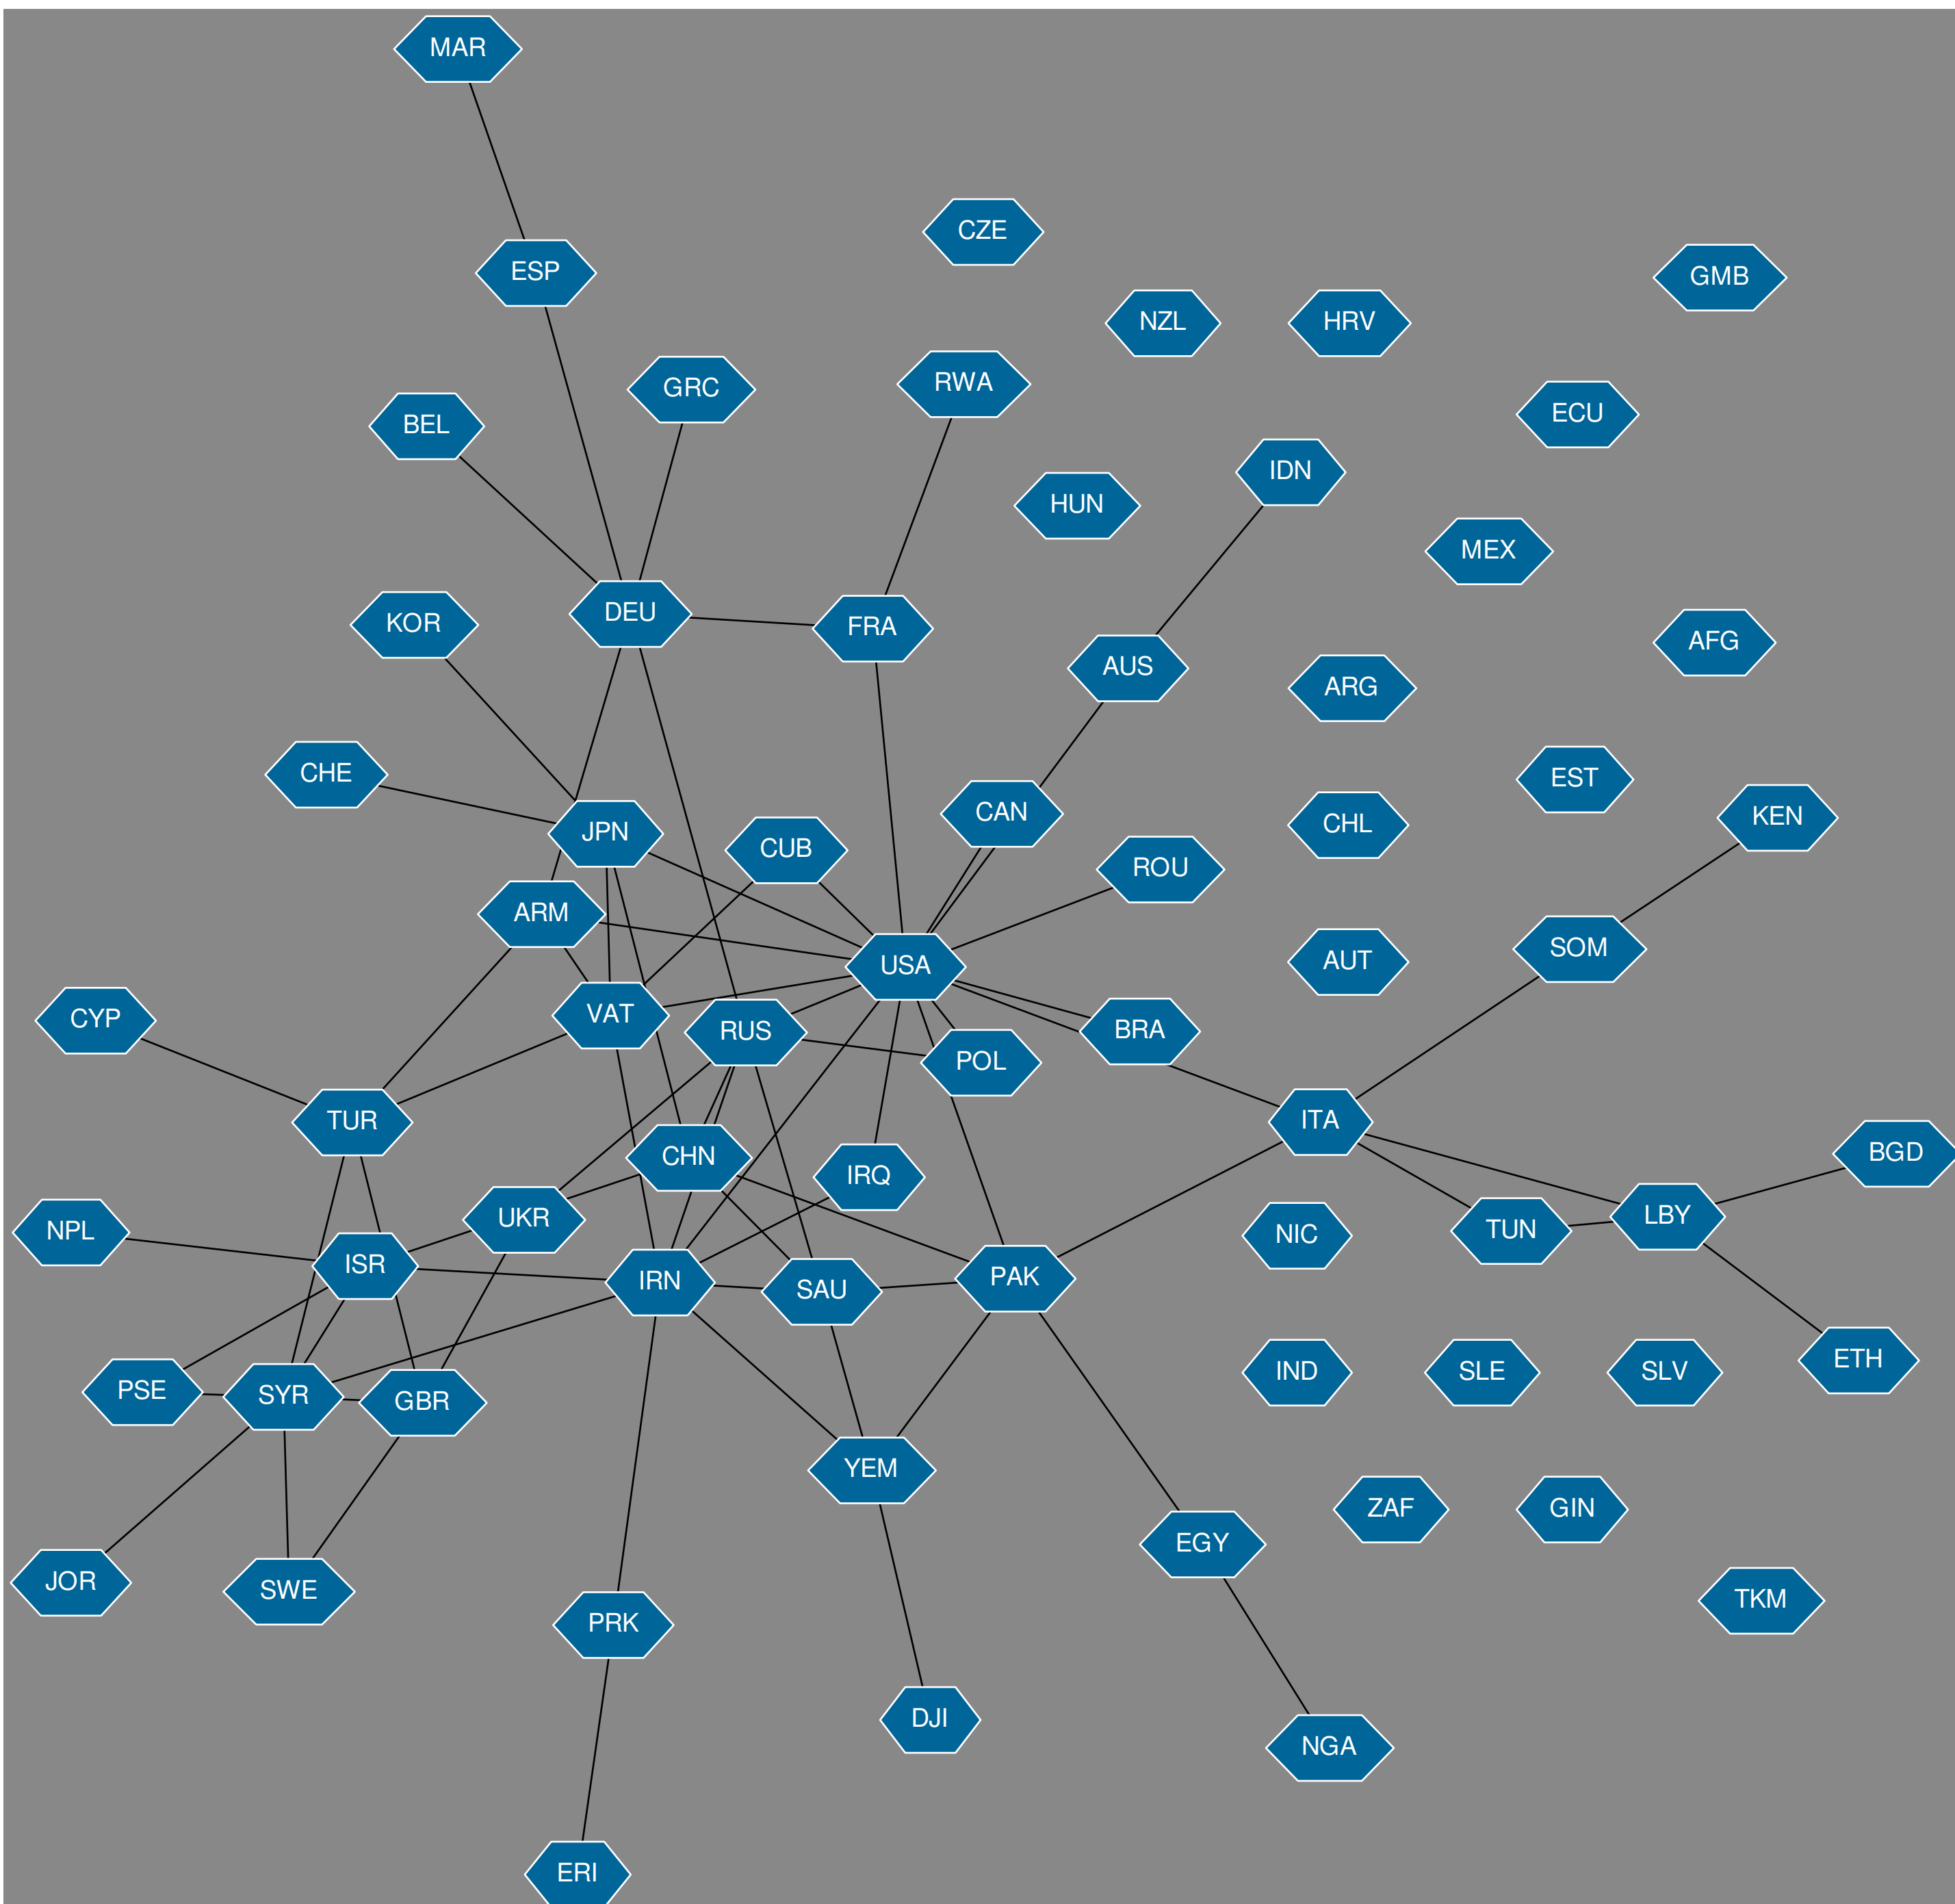 MAR
CZE
ESP
GMB
NZL
HRV
GRC
RWA
BEL
ECU
IDN
HUN
MEX
DEU
KOR
FRA
AFG
AUS
ARG
CHE
EST
CAN
KEN
CHL
JPN
CUB
ROU
ARM
SOM
AUT
USA
VAT
CYP
RUS
BRA
POL
TUR
ITA
BGD
CHN
IRQ
LBY
UKR
NPL
TUN
NIC
ISR
PAK
IRN
SAU
ETH
IND
SLE
SLV
PSE
SYR
GBR
YEM
ZAF
GIN
EGY
JOR
SWE
TKM
PRK
DJI
NGA
ERI